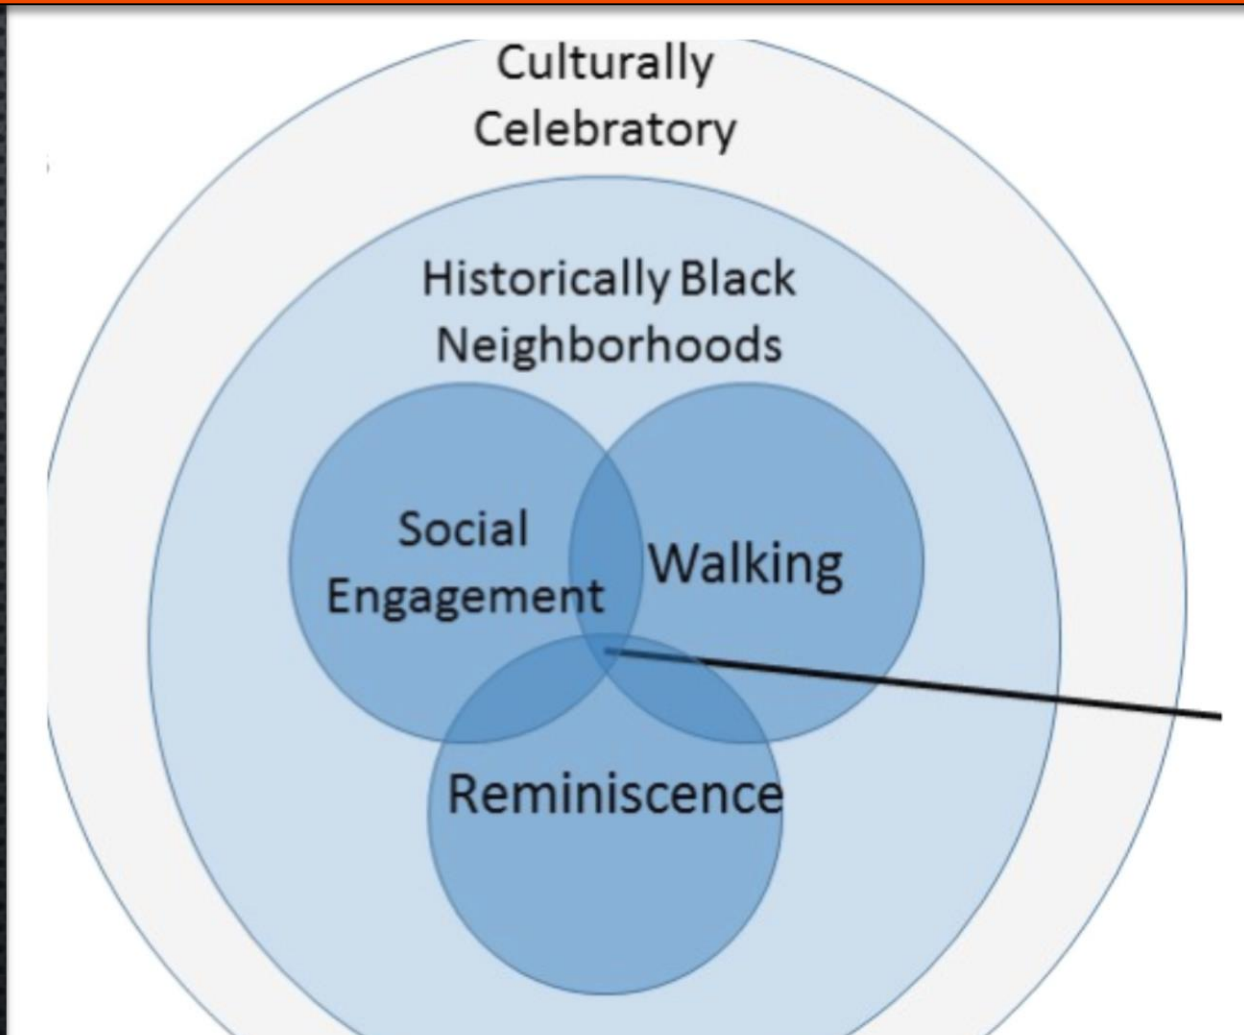 Culturally
Celebratory
Historically Black
Neighborhoods
Social
Engagement
Walking
Reminiscence